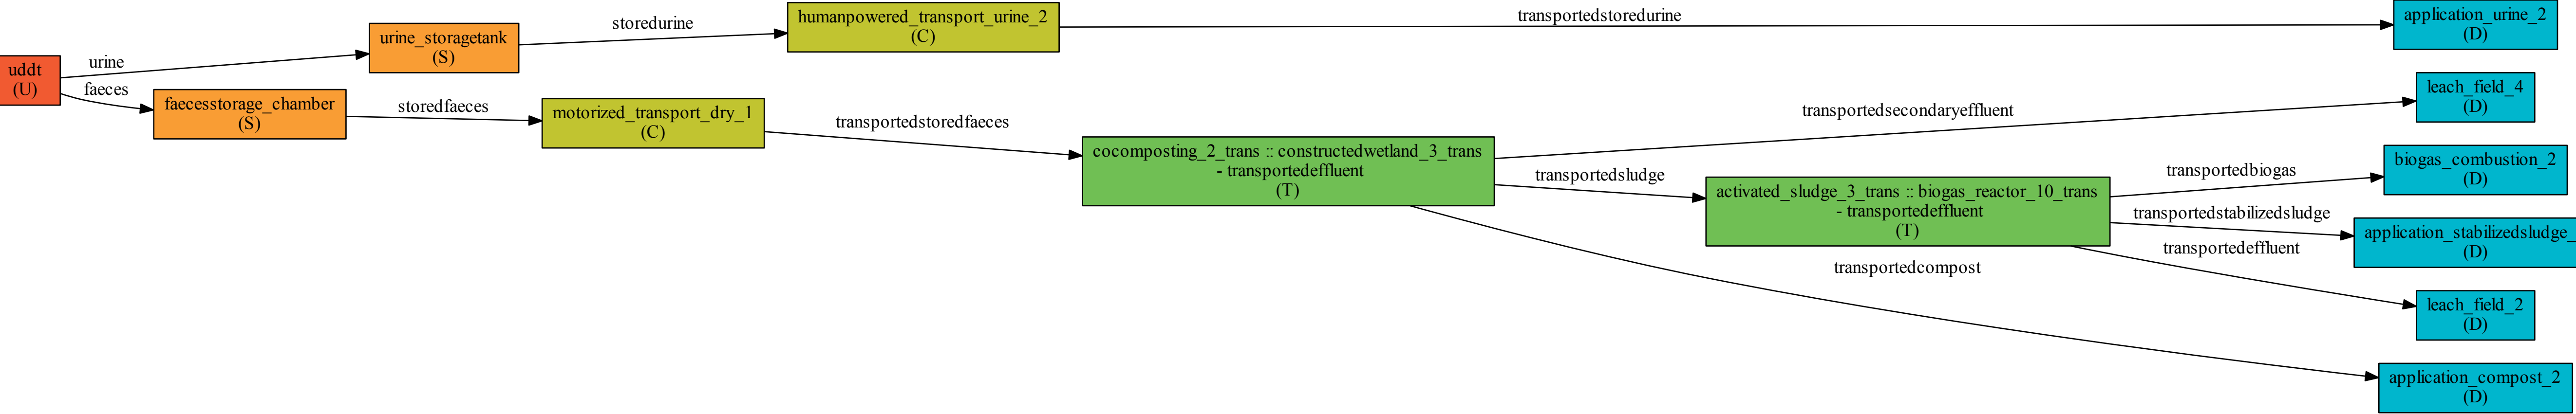 uddt
(U)
urine
faeces
urine_storagetank
(S)
faecesstorage_chamber
(S)
storedurine
storedfaeces
humanpowered_transport_urine_2
(C)
motorized_transport_dry_1
(C)
transportedstoredurine
transportedstoredfaeces
cocomposting_2_trans :: constructedwetland_3_trans
- transportedeffluent
(T)
transportedsecondaryeffluent
transportedsludge
transportedcompost
activated_sludge_3_trans :: biogas_reactor_10_trans
- transportedeffluent
(T)
transportedbiogas
transportedstabilizedsludge
transportedeffluent
application_urine_2
(D)
leach_field_4
(D)
biogas_combustion_2
(D)
application_stabilizedsludge_
(D)
leach_field_2
(D)
application_compost_2
(D)